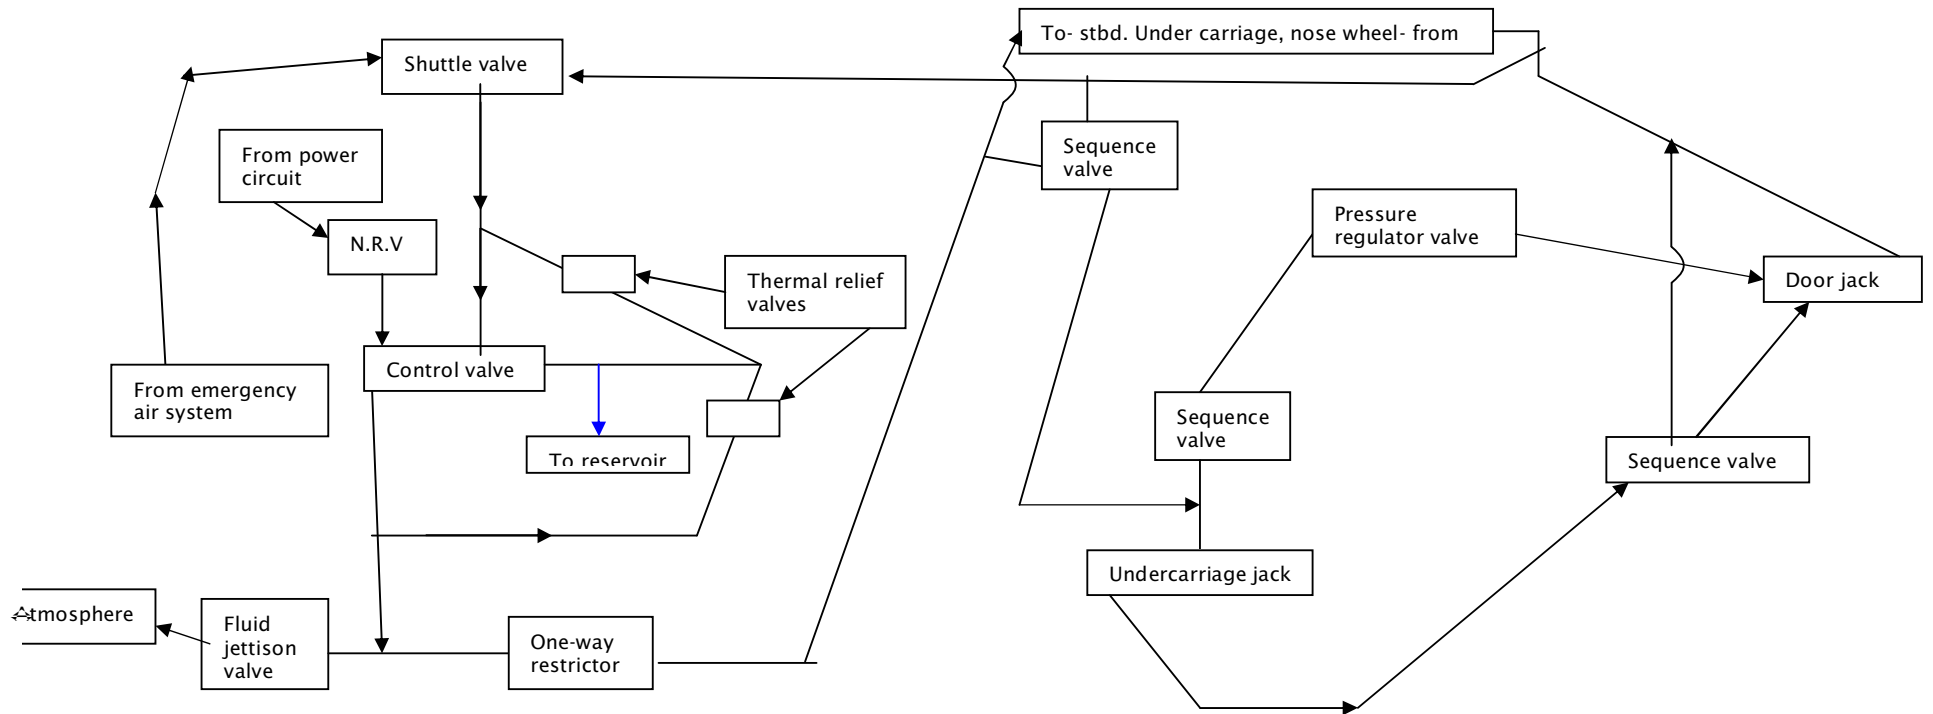 To- stbd. Under carriage, nose wheel- from
Shuttle valve
From power
circuit
Sequence
valve
N.R.V
Pressure
regulator valve
Thermal relief
valves
Door jack
Control valve
From emergency
air system
To reservoir
Sequence
valve
Sequence valve
Undercarriage jack
Atmosphere
Fluid
jettison
valve
One-way
restrictor